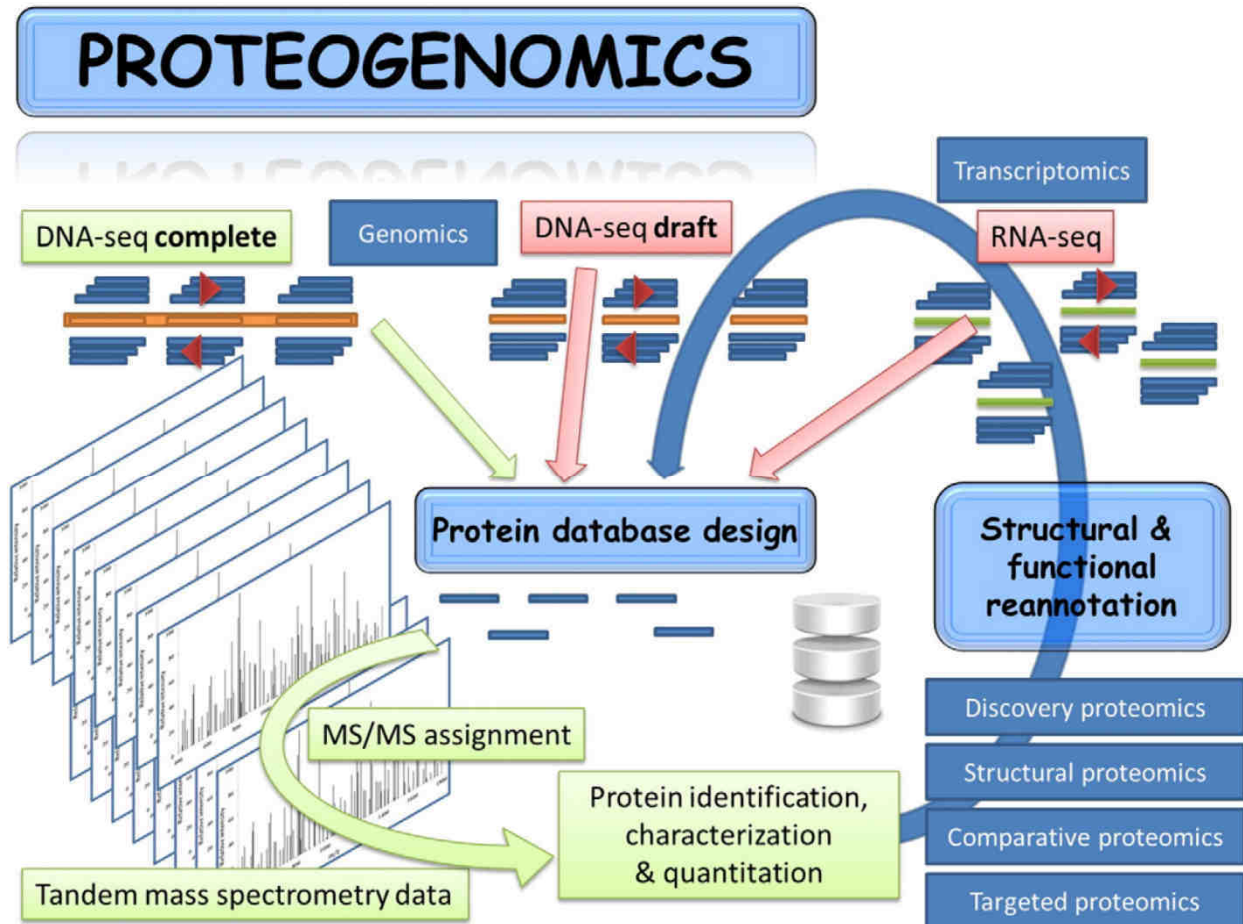 PROTEOGENOMICS
Transcriptomics
DNA-seq complete
Genomics
DNA-seq draft
RNA-seq
Protein database design
Structural &
functional
reannotation
MS/MS assignment
Discovery proteomics
Structural proteomics
Comparative proteomics
Targeted proteomics
Protein identification,
characterization
& quantitation
Tandem mass spectrometry data